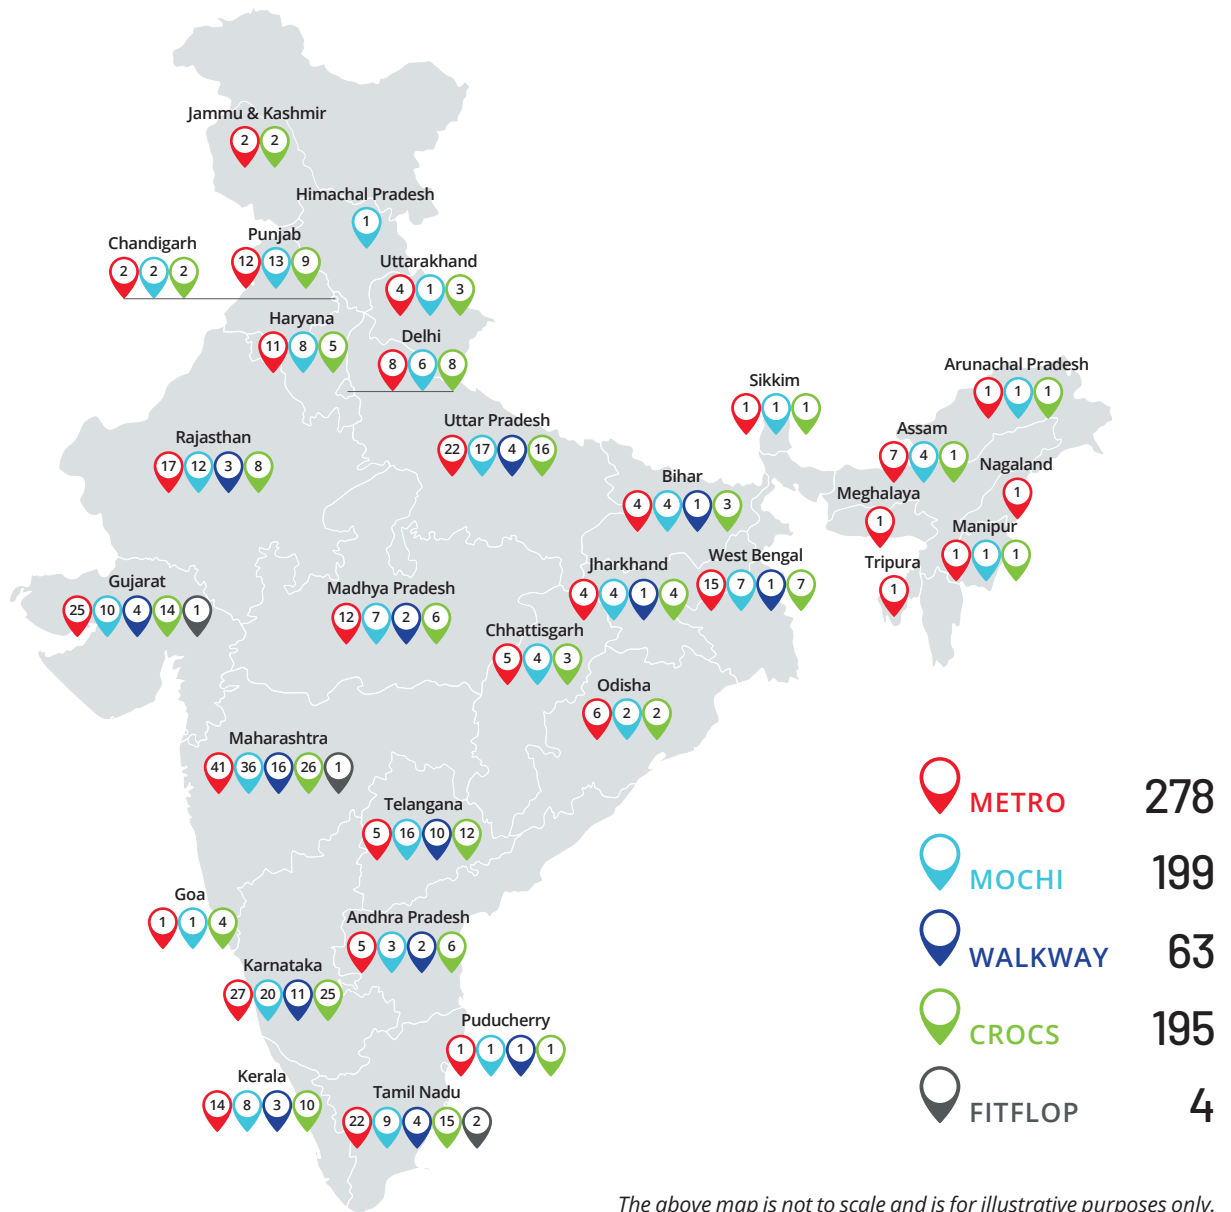 Jammu & Kashmir
2 2
Himachal Pradesh
1
Chandigarh
2 2 2
Punjab
12 13 9
Uttarakhand
4 1 3
Haryana
11 8 5
Delhi
8 6 8
Sikkim
1 1 1
Arunachal Pradesh
1 1 1
Uttar Pradesh
22 17 4 16
Rajasthan
17 12 3 8
Assam
7 4 1
Nagaland
1
Bihar
4 4 1 3
Meghalaya
1
Manipur
1 1 1
Jharkhand
4 4 1 4
West Bengal
15 7 1 7
Tripura
1
Gujarat
25 10 4 14 1
Madhya Pradesh
12 7 2 6
Chhattisgarh
5 4 3
Odisha
6 2 2
Maharashtra
41 36 16 26 1
Telangana
5 16 10 12
Goa
1 1 4
Andhra Pradesh
5 3 2 6
Karnataka
27 20 11 25
Puducherry
1 1 1 1
Kerala
14 8 3 10
Tamil Nadu
22 9 4 15 2
METRO 278
MOCHI 199
WALKWAY 63
CROCS 195
FITFLOP 4
The above map is not to scale and is for illustrative purposes only.